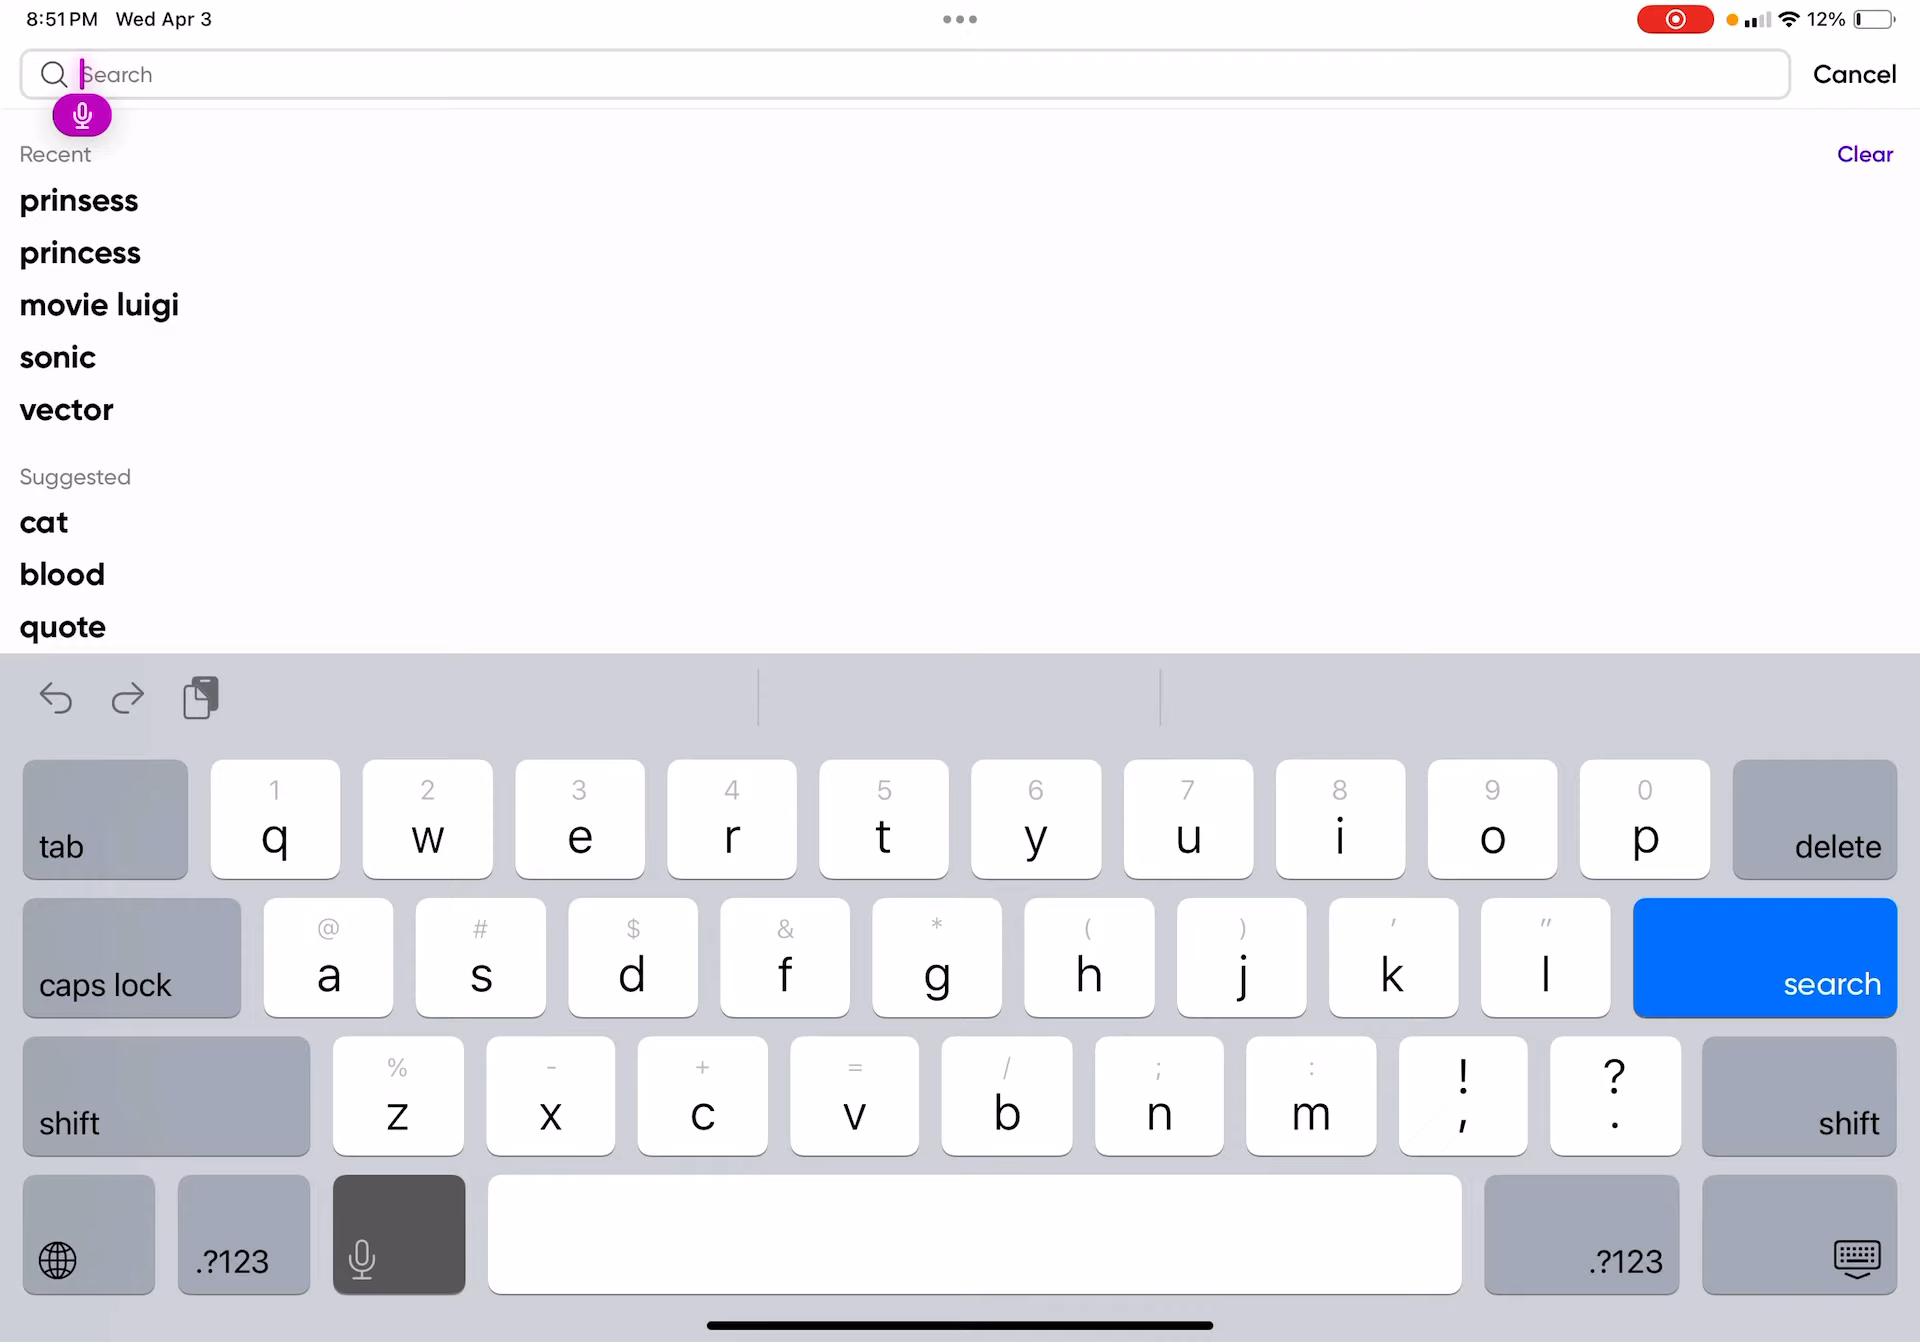 8:51 PM Wed Apr 3
12%
Search
Cancel
Recent
Clear
prinsess
princess
movie luigi
sonic
vector
Suggested
cat
blood
quote
1 2 3 4 5 6 7 8 9 0
tab q w e r t y u i o p delete
@ # $ & * ( ) ' "
caps lock a s d f g h j k l search
% - + = / ; : ! ?
shift z x c v b n m , . shift
.?123 .?123